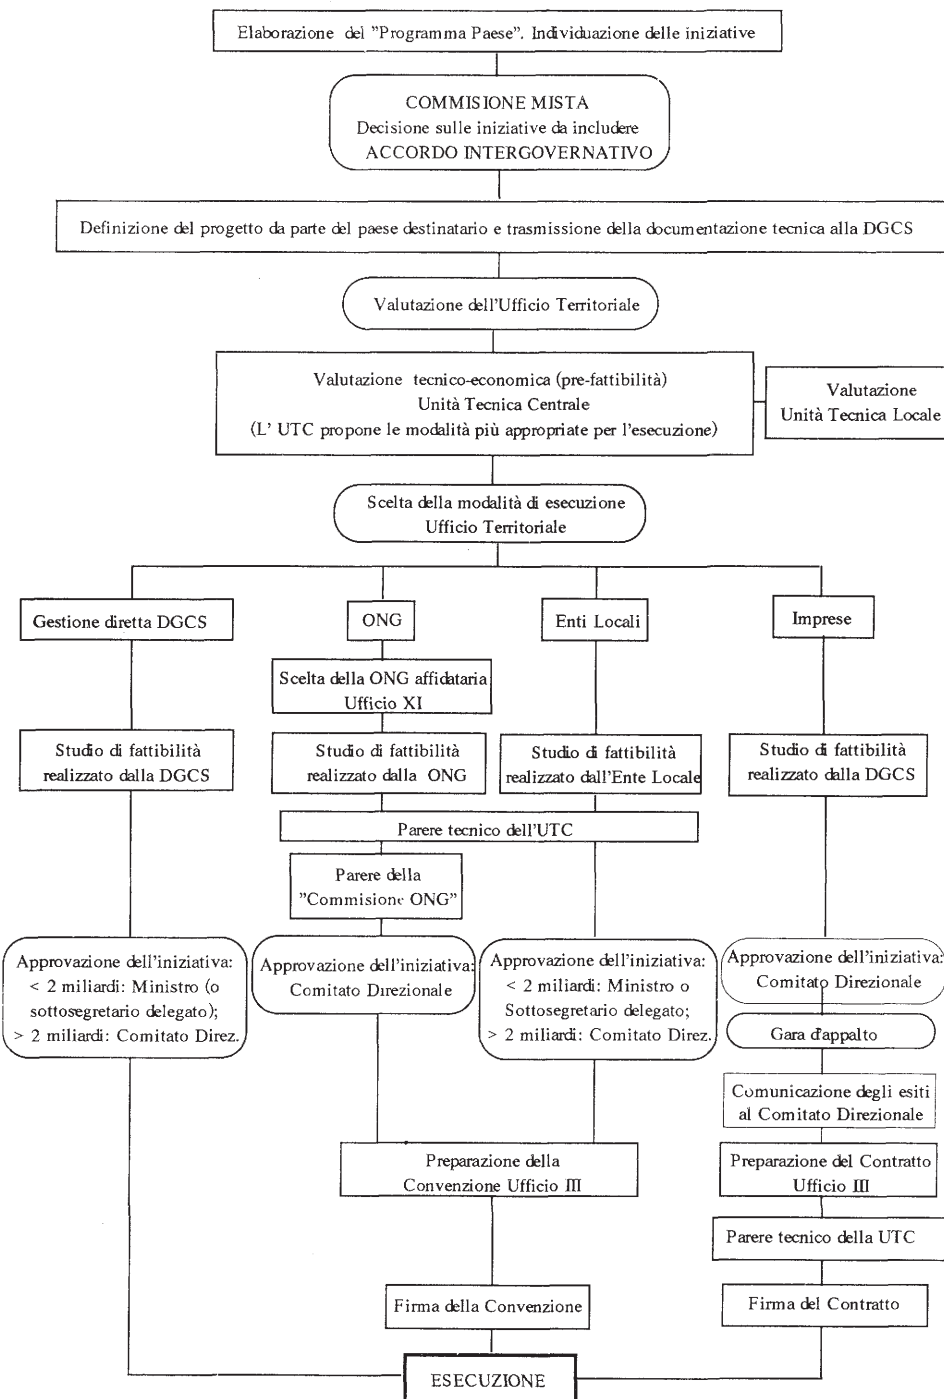 Elaborazione del "Programma Paese". Individuazione delle iniziative
COMMISIONE MISTA
Decisione sulle iniziative da includere
ACCORDO INTERGOVERNATIVO
Definizione del progetto da parte del paese destinatario e trasmissione della documentazione tecnica alla DGCS
Valutazione dell'Ufficio Territoriale
Valutazione tecnico-economica (pre-fattibilità)
Unità Tecnica Centrale
(L' UTC propone le modalità più appropriate per l'esecuzione)
Valutazione
Unità Tecnica Locale
Scelta della modalità di esecuzione
Ufficio Territoriale
Gestione diretta DGCS
ONG
Enti Locali
Imprese
Scelta della ONG affidataria
Ufficio XI
Studio di fattibilità
realizzato dalla DGCS
Studio di fattibilità
realizzato dalla ONG
Studio di fattibilità
realizzato dall'Ente Locale
Studio di fattibilità
realizzato dalla DGCS
Parere tecnico dell'UTC
Parere della
"Commisione ONG"
Approvazione dell'iniziativa:
< 2 miliardi: Ministro (o
sottosegretario delegato);
> 2 miliardi: Comitato Direz.
Approvazione dell'iniziativa:
Comitato Direzionale
Approvazione dell'iniziativa:
< 2 miliardi: Ministro o
Sottosegretario delegato;
> 2 miliardi: Comitato Direz.
Approvazione dell'iniziativa:
Comitato Direzionale
Gara d'appalto
Comunicazione degli esiti
al Comitato Direzionale
Preparazione della
Convenzione Ufficio III
Preparazione del Contratto
Ufficio III
Parere tecnico della UTC
Firma della Convenzione
Firma del Contratto
ESECUZIONE